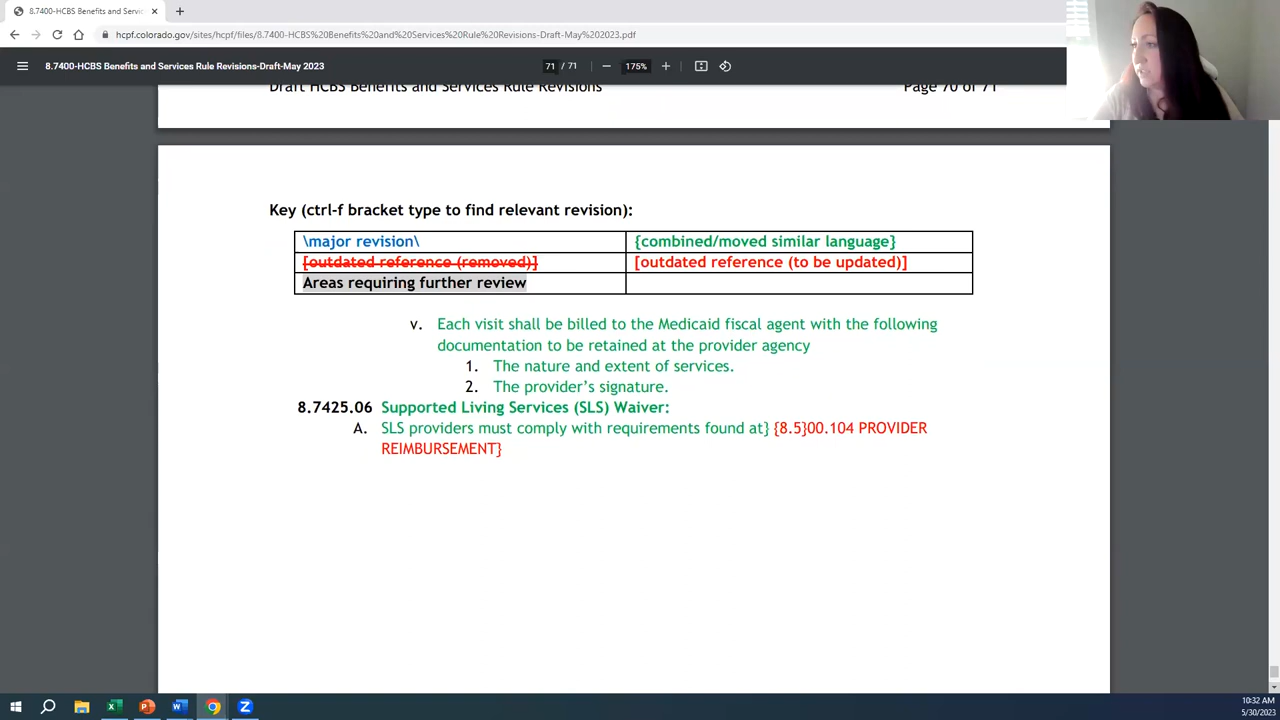 8.7400-HCBS Benefits and Servic
hcpf.colorado.gov/sites/hcpf/files/8.7400-HCBS%20Benefits%20and%20Services%20Rule%20Revisions-Draft-May%202023.pdf
8.7400-HCBS Benefits and Services Rule Revisions-Draft-May 2023
71 / 71
175%
Draft HCBS Benefits and Services Rule Revisions
Page 70 of 71
Key (ctrl-f bracket type to find relevant revision):
\major revision\
{combined/moved similar language}
[outdated reference (removed)]
[outdated reference (to be updated)]
Areas requiring further review
v. Each visit shall be billed to the Medicaid fiscal agent with the following
documentation to be retained at the provider agency
1. The nature and extent of services.
2. The provider's signature.
8.7425.06 Supported Living Services (SLS) Waiver:
A. SLS providers must comply with requirements found at} {8.5}00.104 PROVIDER
REIMBURSEMENT}
10:32 AM
5/30/2023